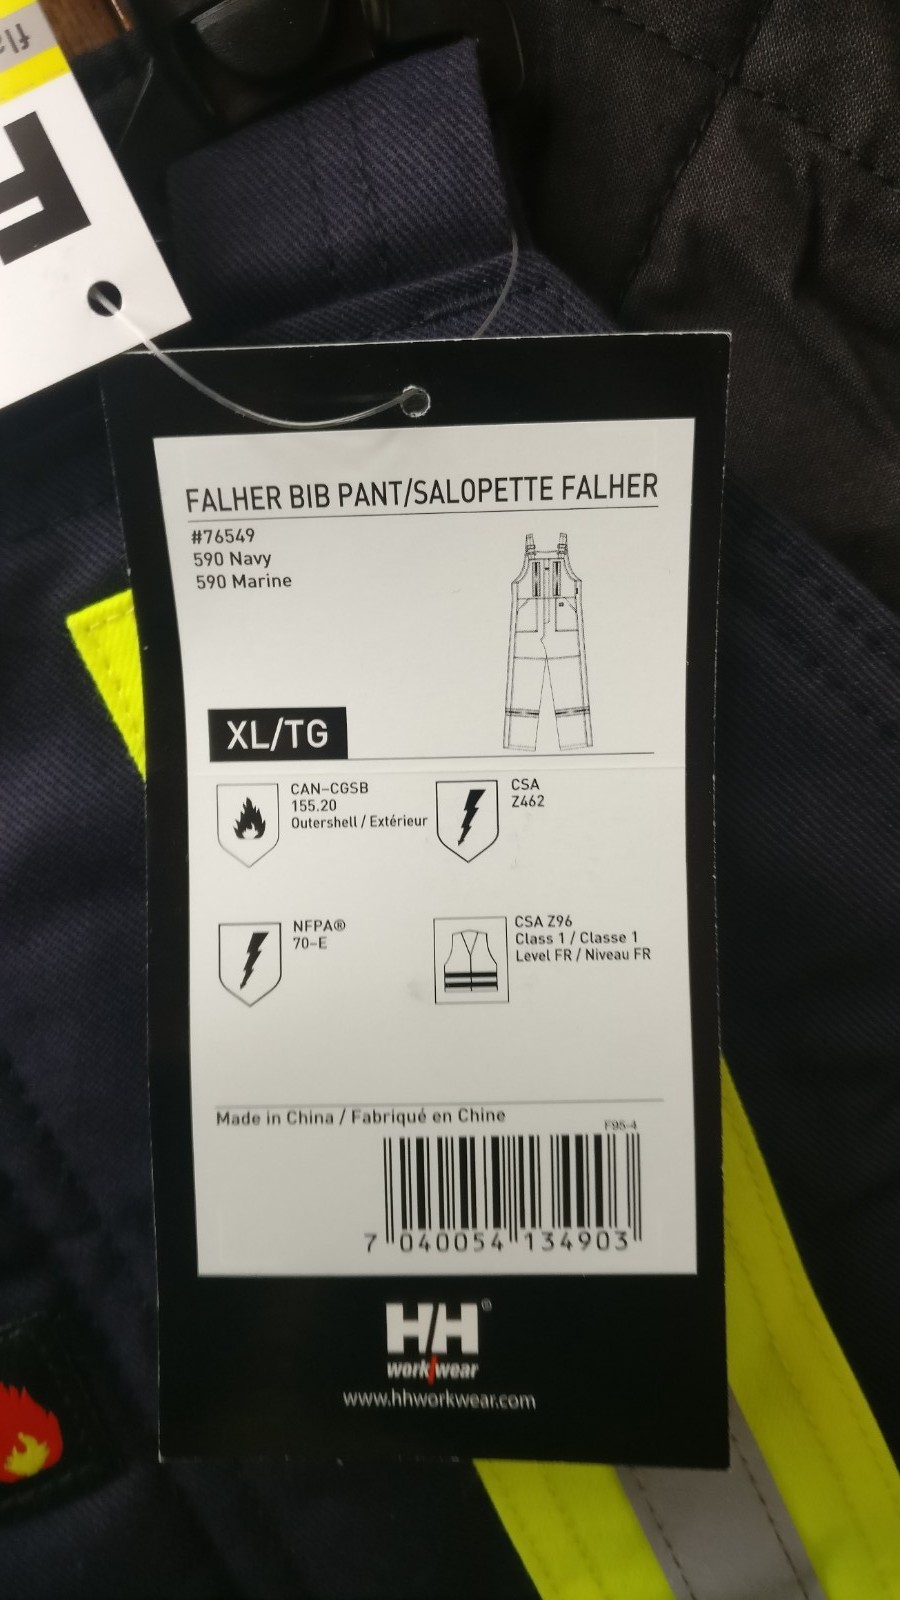 FALHER BIB PANT/SALOPETTE FALHER
#76549
590 Navy
590 Marine
XL/TG
CAN-CGSB
155.20
Outershell / Extérieur
CSA
Z462
NFPA®
70-E
CSA Z96
Class 1 / Classe 1
Level FR / Niveau FR
Made in China / Fabriqué en Chine
F95-4
7 040054 134903
HH®
work/wear
www.hhworkwear.com